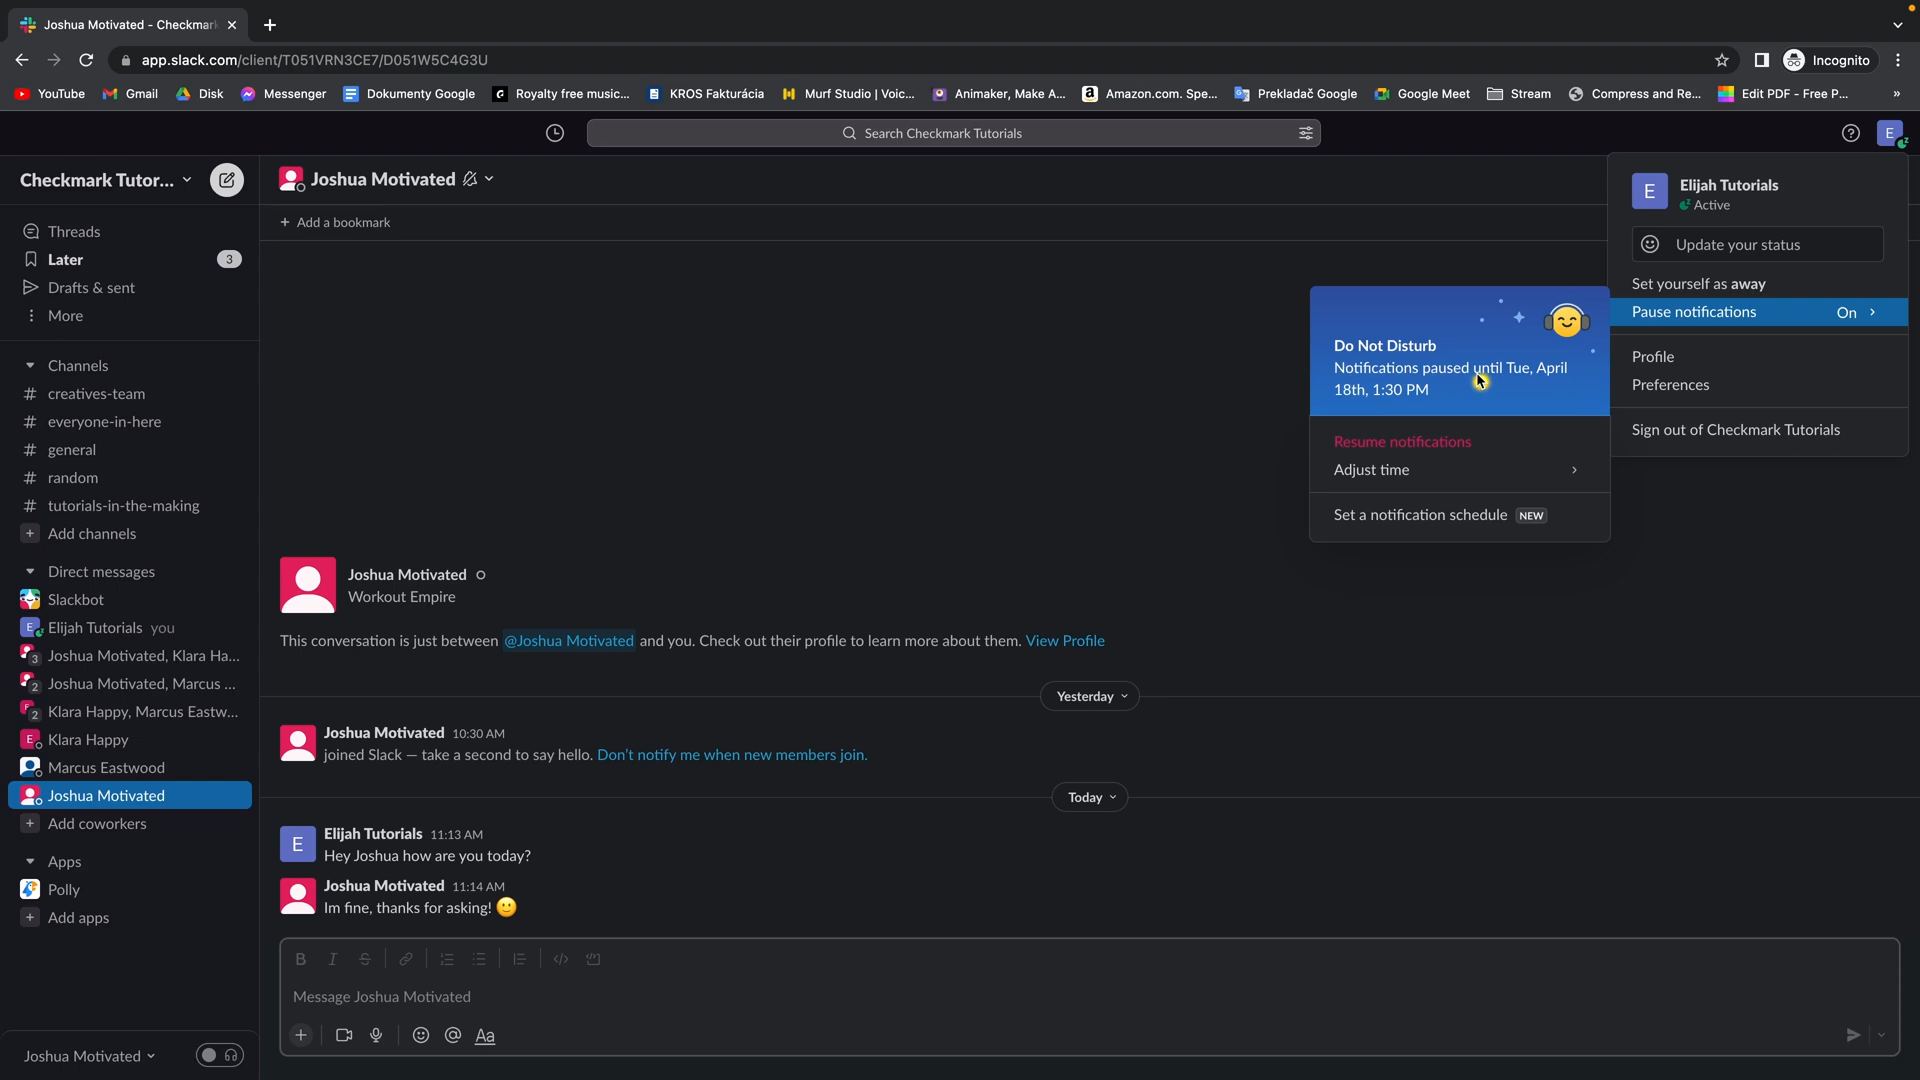 Joshua Motivated - Checkmar
app.slack.com/client/T051VRN3CE7/D051W5C4G3U
Incognito
YouTube
Gmail
Disk
Messenger
Dokumenty Google
Royalty free music...
KROS Fakturácia
Murf Studio | Voic...
Animaker, Make A...
Amazon.com. Spe...
Prekladač Google
Google Meet
Stream
Compress and Re...
Edit PDF - Free P...
»
Search Checkmark Tutorials
E
Checkmark Tutor...
Joshua Motivated
+ Add a bookmark
Threads
Later 3
Drafts & sent
More
Channels
# creatives-team
# everyone-in-here
# general
# random
# tutorials-in-the-making
+ Add channels
Direct messages
Slackbot
E Elijah Tutorials you
3 Joshua Motivated, Klara Ha...
2 Joshua Motivated, Marcus ...
2 Klara Happy, Marcus Eastw...
E Klara Happy
Marcus Eastwood
Joshua Motivated
+ Add coworkers
Apps
Polly
+ Add apps
Joshua Motivated
E
Elijah Tutorials
Active
Update your status
Set yourself as away
Pause notifications On
Profile
Preferences
Sign out of Checkmark Tutorials
Do Not Disturb
Notifications paused until Tue, April
18th, 1:30 PM
Resume notifications
Adjust time
Set a notification schedule NEW
Joshua Motivated
Workout Empire
This conversation is just between @Joshua Motivated and you. Check out their profile to learn more about them. View Profile
Yesterday
Joshua Motivated 10:30 AM
joined Slack — take a second to say hello. Don't notify me when new members join.
Today
E
Elijah Tutorials 11:13 AM
Hey Joshua how are you today?
Joshua Motivated 11:14 AM
Im fine, thanks for asking! 🙂
B I S
Message Joshua Motivated
+ @ Aa